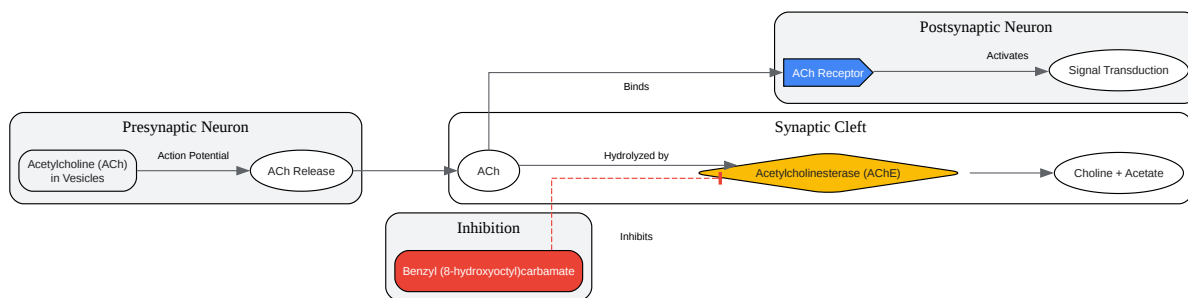 Postsynaptic Neuron
ACh Receptor
Activates
Signal Transduction
Binds
Presynaptic Neuron
Acetylcholine (ACh)
in Vesicles
Action Potential
ACh Release
Synaptic Cleft
ACh
Hydrolyzed by
Acetylcholinesterase (AChE)
Choline + Acetate
Inhibition
Inhibits
Benzyl (8-hydroxyoctyl)carbamate